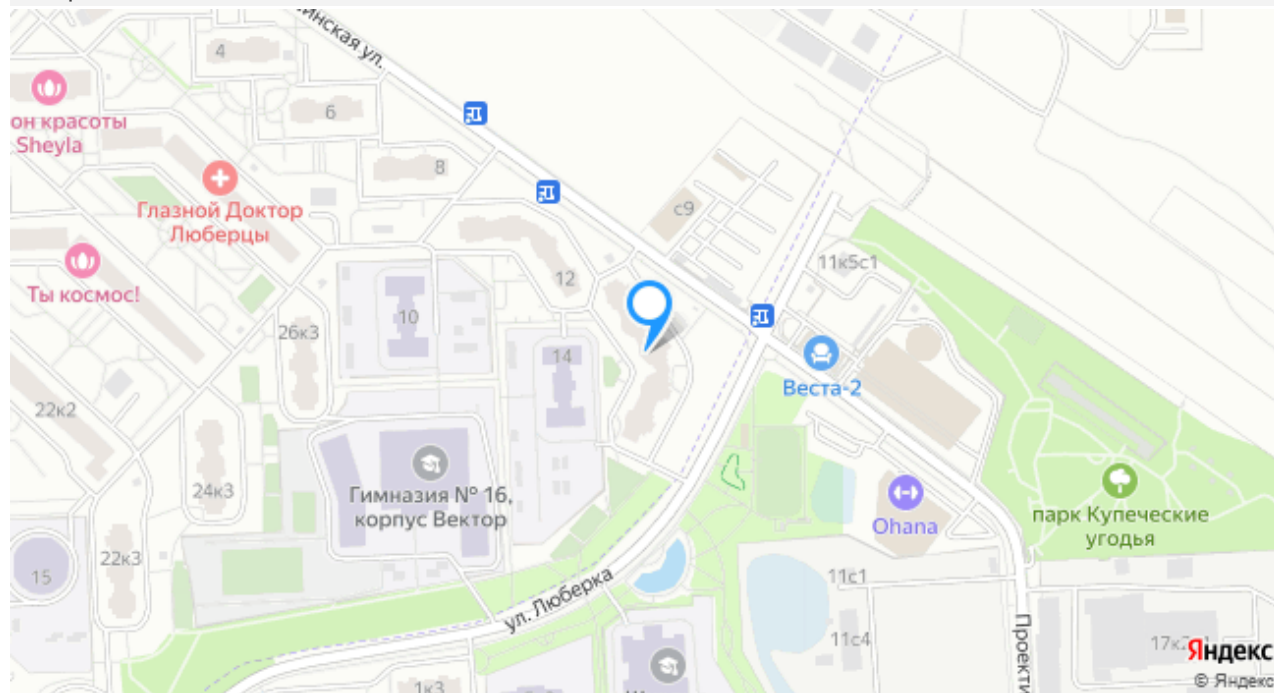 4
инская ул.
6
он красоты
Sheyla
8
Глазной Доктор
Люберцы
с9
Ты космос!
12
11к5с1
10
26к3
14
Веста-2
22к2
24к3
Гимназия № 16,
корпус Вектор
Ohana
парк Купеческие
угодья
22к3
15
ул. Люберка
11с1
11с4
Проекти
1к3
Яндекс
© Яндекс